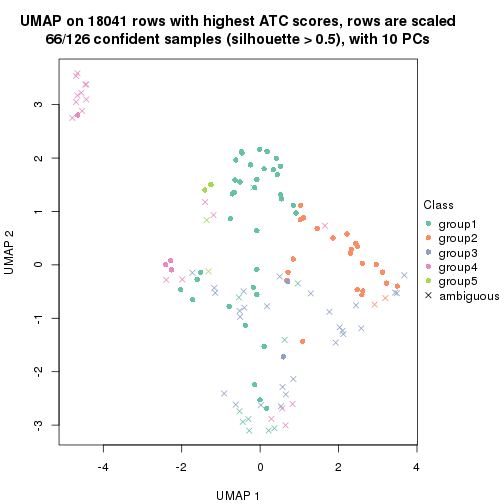 UMAP on 18041 rows with highest ATC scores, rows are scaled
66/126 confident samples (silhouette > 0.5), with 10 PCs
3
2
1
0
-1
-2
-3
UMAP 2
-4
-2
0
2
4
UMAP 1
Class
group1
group2
group3
group4
group5
ambiguous